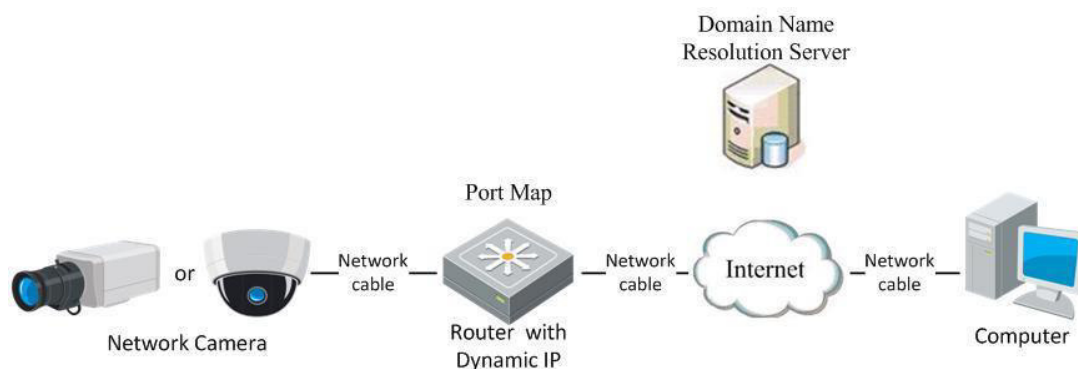 Domain Name
Resolution Server
Port Map
or
Network
cable
Network
cable
Internet
Network
cable
Network Camera
Router with
Dynamic IP
Computer